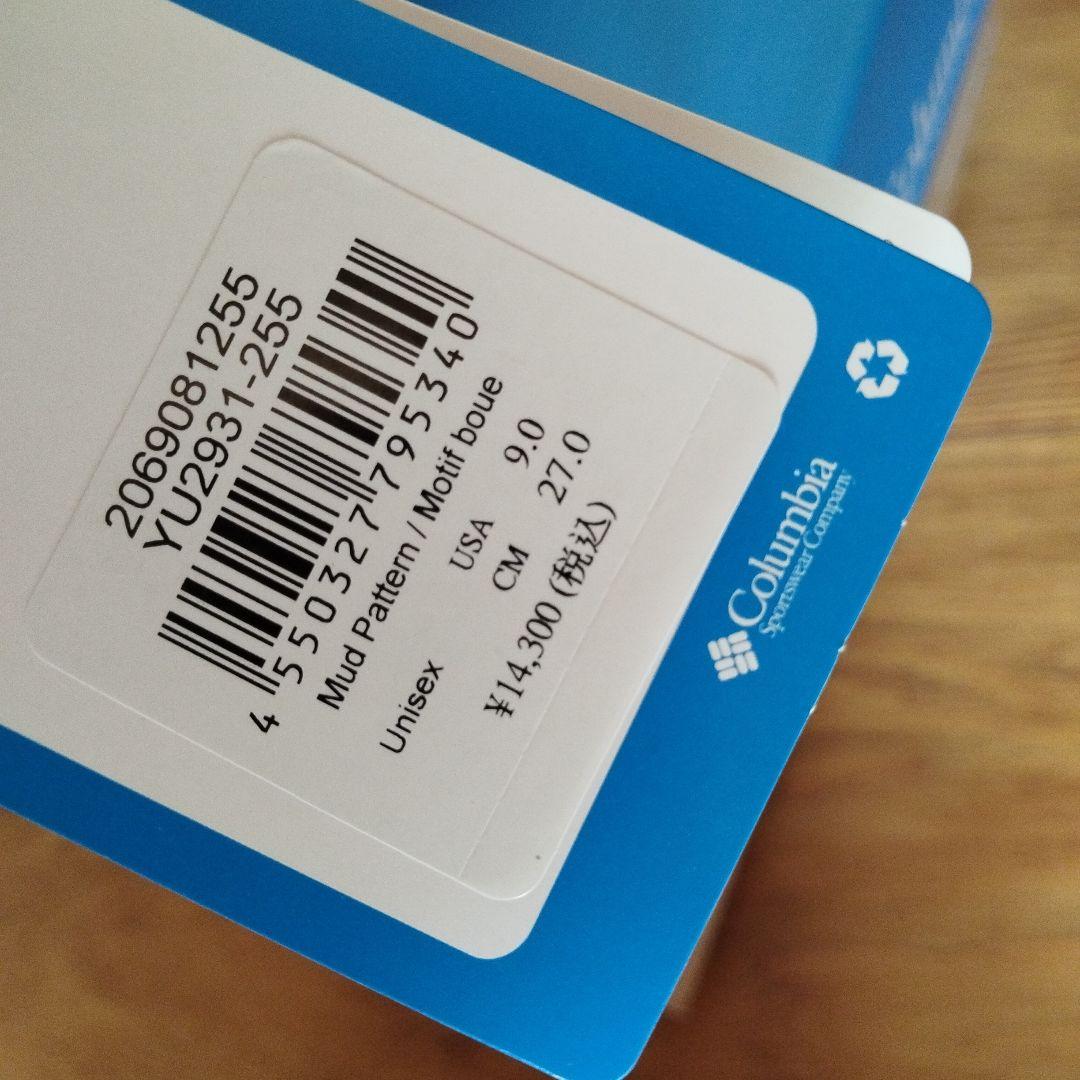 2069081255
YU2931-255
4 550327 795340
Mud Pattern / Motif boue
Unisex USA 9.0
CM 27.0
¥14,300 (税込)
Columbia
Sportswear Company